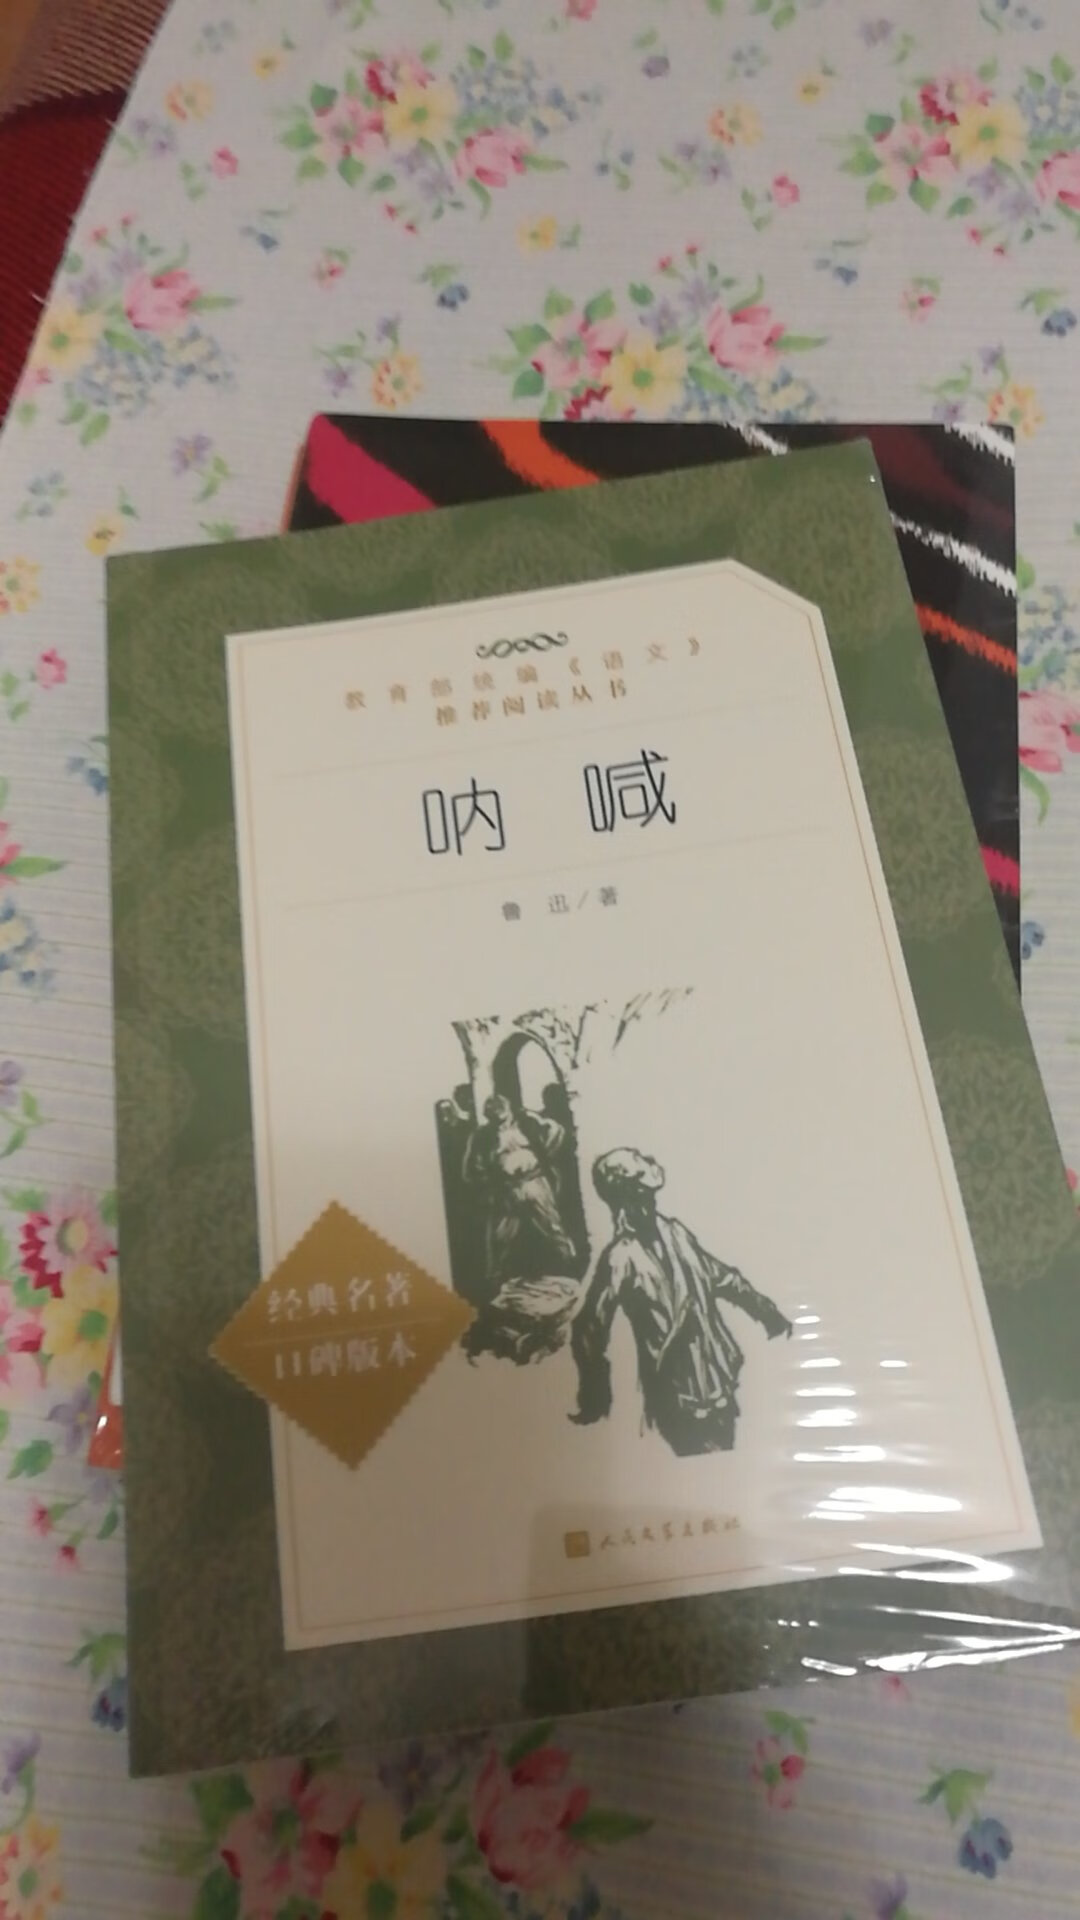 教育部统编《语文》
推荐阅读丛书
呐喊
鲁迅/著
经典名著
口碑版本
人民文学出版社